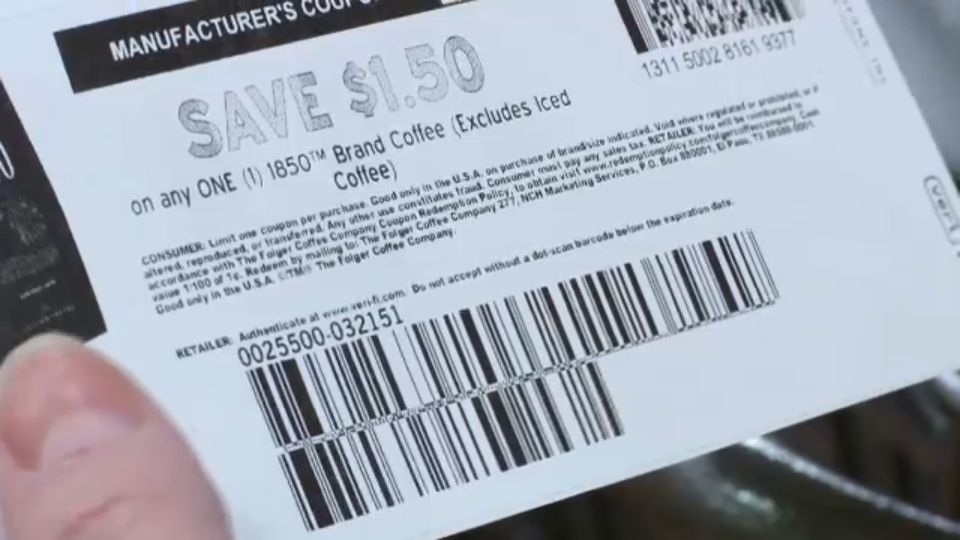 MANUFACTURER'S COUPON
SAVE $1.50
on any ONE (1) 1850™ Brand Coffee (Excludes Iced
Coffee)
1311 5002 8161 9377
CONSUMER: Limit one coupon per purchase. Good only in the U.S.A. on purchase of brand/size indicated. Void where regulated or prohibited, or if
altered, reproduced, or transferred. Any other use constitutes fraud. Consumer must pay any sales tax. RETAILER: You will be reimbursed in
accordance with The Folger Coffee Company Coupon Redemption Policy, to obtain visit www.redemptionpolicy.com/folgercoffeecompany. Cash
value 1/100 of 1¢. Redeem by mailing to: The Folger Coffee Company 277, NCH Marketing Services, P.O. Box 880001, El Paso, TX 88588-0001.
Good only in the U.S.A. ©/TM/® The Folger Coffee Company.
RETAILER: Authenticate at www.veri-fi.com. Do not accept without a dot-scan barcode below the expiration date.
0025500-032151
veri